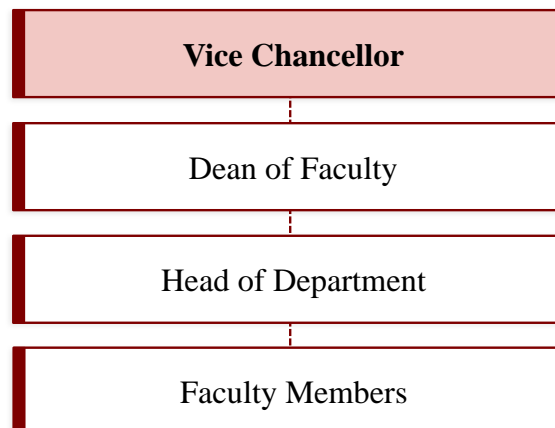 Vice Chancellor
Dean of Faculty
Head of Department
Faculty Members